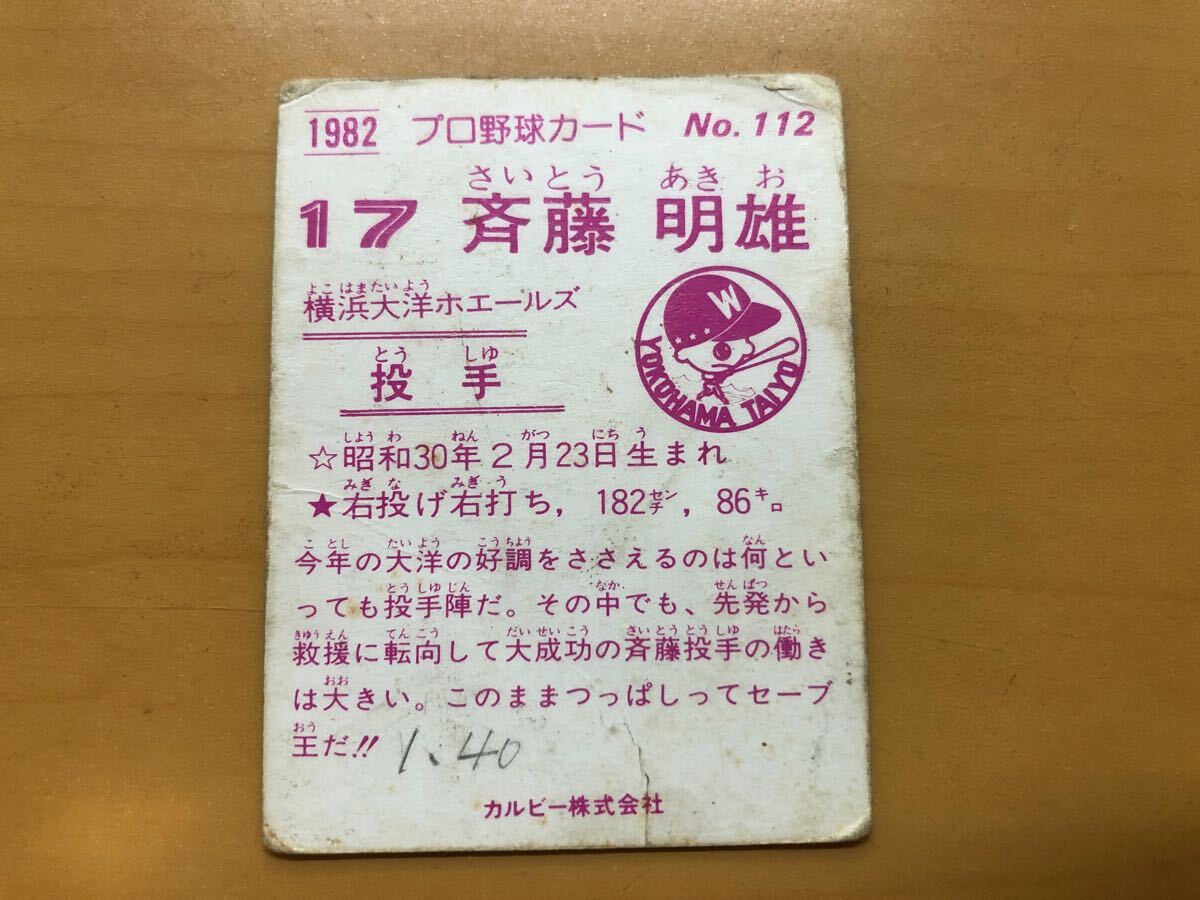 1982 プロ野球カード No.112
さいとう あきお
17 斉藤 明雄
よこはまたいよう
横浜大洋ホエールズ
W
YOKOHAMA TAIYO
とう しゆ
投手
しようわ ねん がつ にち う
☆昭和30年2月23日生まれ
みぎな みぎう
★右投げ右打ち, 182センチ, 86キロ
ことし たいよう こうちよう なん
今年の大洋の好調をささえるのは何とい
とうしゆじん なか せんぱつ
っても投手陣だ。その中でも、先発から
きゆうえん てんこう だいせいこう さいとうとうしゆ はたら
救援に転向して大成功の斉藤投手の働き
おお
は大きい。このままつっぱしってセーブ
おう
王だ!! 1.40
カルビー株式会社